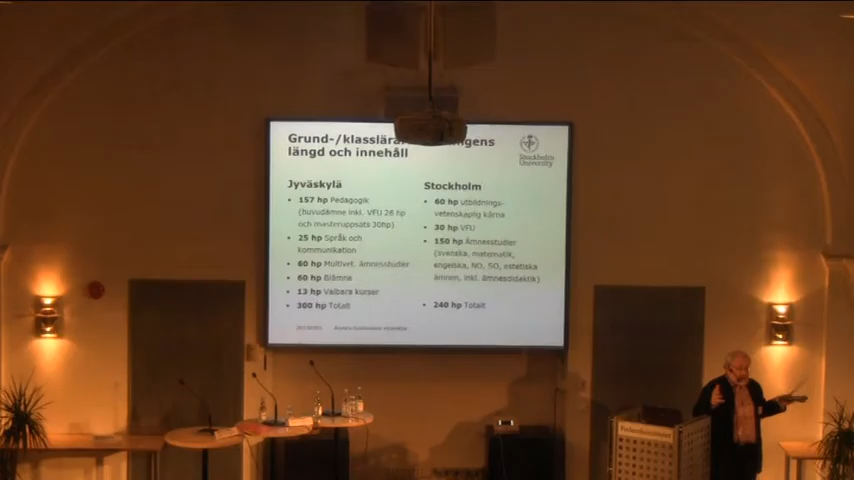 Grund-/klasslära ngens
längd och innehåll
Stockholm
University
Jyväskylä
• 157 hp Pedagogik
(huvudämne inkl. VFU 26 hp
och masteruppsats 30hp)
• 25 hp Språk och
kommunikation
• 60 hp Multivet. ämnesstudier
• 60 hp Biämne
• 13 hp Valbara kurser
• 300 hp Totalt
Stockholm
• 60 hp utbildnings-
vetenskaplig kärna
• 30 hp VFU
• 150 hp Ämnesstudier
(svenska, matematik,
engelska, NO, SO, estetiska
ämnen, inkl. ämnesdidaktik)
• 240 hp Totalt